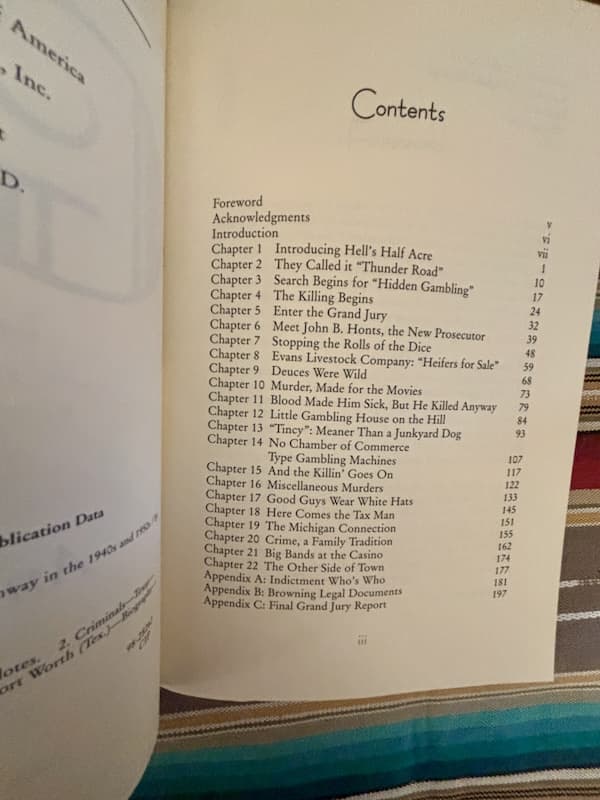 America
, Inc.
t
D.
blication Data
hway in the 1940s and 1950s
otes. 2. Criminals—
ort Worth (Tex.)—Biography
Contents
Foreword v
Acknowledgments vi
Introduction vii
Chapter 1 Introducing Hell's Half Acre 1
Chapter 2 They Called it "Thunder Road" 10
Chapter 3 Search Begins for "Hidden Gambling" 17
Chapter 4 The Killing Begins 24
Chapter 5 Enter the Grand Jury 32
Chapter 6 Meet John B. Honts, the New Prosecutor 39
Chapter 7 Stopping the Rolls of the Dice 48
Chapter 8 Evans Livestock Company: "Heifers for Sale" 59
Chapter 9 Deuces Were Wild 68
Chapter 10 Murder, Made for the Movies 73
Chapter 11 Blood Made Him Sick, But He Killed Anyway 79
Chapter 12 Little Gambling House on the Hill 84
Chapter 13 "Tincy": Meaner Than a Junkyard Dog 93
Chapter 14 No Chamber of Commerce
Type Gambling Machines 107
Chapter 15 And the Killin' Goes On 117
Chapter 16 Miscellaneous Murders 122
Chapter 17 Good Guys Wear White Hats 133
Chapter 18 Here Comes the Tax Man 145
Chapter 19 The Michigan Connection 151
Chapter 20 Crime, a Family Tradition 155
Chapter 21 Big Bands at the Casino 162
Chapter 22 The Other Side of Town 174
Appendix A: Indictment Who's Who 177
Appendix B: Browning Legal Documents 181
Appendix C: Final Grand Jury Report 197
iii